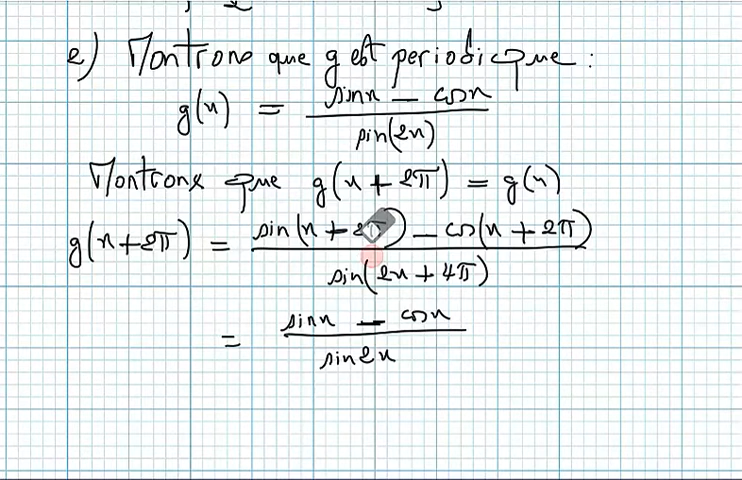 2) Montrons que g est periodique :
g(x) = (sinx - cosx) / sin(2x)
Montrons que g(x + 2π) = g(x)
g(x+2π) = (sin(x + 2π) - cos(x + 2π)) / sin(2x + 4π)
= (sinx - cosx) / sin2x